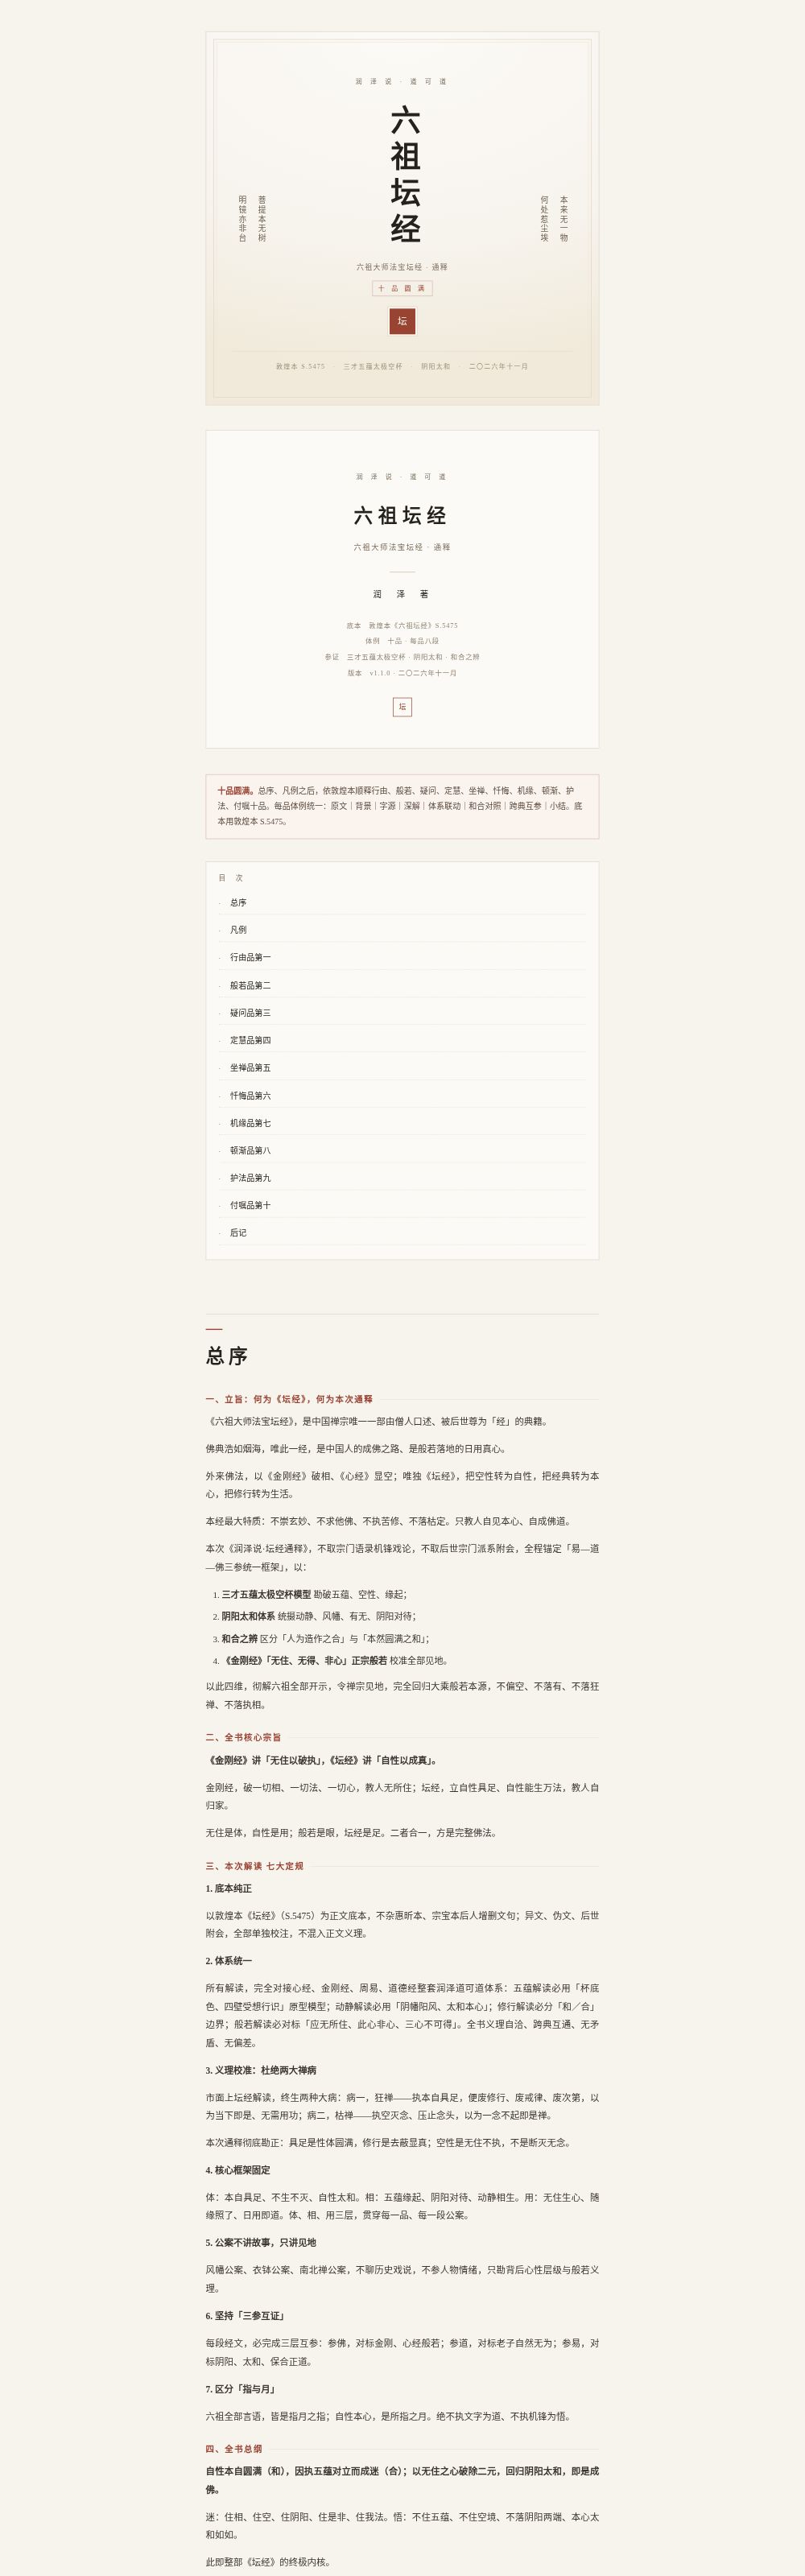 润 泽 说 · 道 可 道
六
祖
坛
经
菩提本无树
明镜亦非台
本来无一物
何处惹尘埃
六祖大师法宝坛经 · 通释
十 品 圆 满
坛
敦煌本 S.5475 · 三才五蕴太极空杯 · 阴阳太和 · 二〇二六年十一月
润 泽 说 · 道 可 道
六祖坛经
六祖大师法宝坛经 · 通释
润 泽 著
底本 敦煌本《六祖坛经》S.5475
体例 十品 · 每品八段
参证 三才五蕴太极空杯 · 阴阳太和 · 和合之辨
版本 v1.1.0 · 二〇二六年十一月
坛
十品圆满。总序、凡例之后，依敦煌本顺释行由、般若、疑问、定慧、坐禅、忏悔、机缘、顿渐、护
法、付嘱十品。每品体例统一：原文｜背景｜字源｜深解｜体系联动｜和合对照｜跨典互参｜小结。底
本用敦煌本 S.5475。
目 次
· 总序
· 凡例
· 行由品第一
· 般若品第二
· 疑问品第三
· 定慧品第四
· 坐禅品第五
· 忏悔品第六
· 机缘品第七
· 顿渐品第八
· 护法品第九
· 付嘱品第十
· 后记
总序
一、立旨：何为《坛经》，何为本次通释
《六祖大师法宝坛经》，是中国禅宗唯一一部由僧人口述、被后世尊为「经」的典籍。
佛典浩如烟海，唯此一经，是中国人的成佛之路、是般若落地的日用真心。
外来佛法，以《金刚经》破相、《心经》显空；唯独《坛经》，把空性转为自性，把经典转为本
心，把修行转为生活。
本经最大特质：不崇玄妙、不求他佛、不执苦修、不落枯定。只教人自见本心、自成佛道。
本次《润泽说·坛经通释》，不取宗门语录机锋戏论，不取后世宗门派系附会，全程锚定「易—道
—佛三参统一框架」，以：
1. 三才五蕴太极空杯模型 勘破五蕴、空性、缘起；
2. 阴阳太和体系 统摄动静、风幡、有无、阴阳对待；
3. 和合之辨 区分「人为造作之合」与「本然圆满之和」；
4. 《金刚经》「无住、无得、非心」正宗般若 校准全部见地。
以此四维，彻解六祖全部开示，令禅宗见地，完全回归大乘般若本源，不偏空、不落有、不落狂
禅、不落执相。
二、全书核心宗旨
《金刚经》讲「无住以破执」，《坛经》讲「自性以成真」。
金刚经，破一切相、一切法、一切心，教人无所住；坛经，立自性具足、自性能生万法，教人自
归家。
无住是体，自性是用；般若是眼，坛经是足。二者合一，方是完整佛法。
三、本次解读 七大定规
1. 底本纯正
以敦煌本《坛经》（S.5475）为正文底本，不杂惠昕本、宗宝本后人增删文句；异文、伪文、后世
附会，全部单独校注，不混入正文义理。
2. 体系统一
所有解读，完全对接心经、金刚经、周易、道德经整套润泽道可道体系：五蕴解读必用「杯底
色、四壁受想行识」原型模型；动静解读必用「阴幡阳风、太和本心」；修行解读必分「和／合」
边界；般若解读必对标「应无所住、此心非心、三心不可得」。全书义理自洽、跨典互通、无矛
盾、无偏差。
3. 义理校准：杜绝两大禅病
市面上坛经解读，终生两种大病：病一，狂禅——执本自具足，便废修行、废戒律、废次第，以
为当下即是、无需用功；病二，枯禅——执空灭念、压止念头，以为一念不起即是禅。
本次通释彻底勘正：具足是性体圆满，修行是去蔽显真；空性是无住不执，不是断灭无念。
4. 核心框架固定
体：本自具足、不生不灭、自性太和。相：五蕴缘起、阴阳对待、动静相生。用：无住生心、随
缘照了、日用即道。体、相、用三层，贯穿每一品、每一段公案。
5. 公案不讲故事，只讲见地
风幡公案、衣钵公案、南北禅公案，不聊历史戏说，不参人物情绪，只勘背后心性层级与般若义
理。
6. 坚持「三参互证」
每段经文，必完成三层互参：参佛，对标金刚、心经般若；参道，对标老子自然无为；参易，对
标阴阳、太和、保合正道。
7. 区分「指与月」
六祖全部言语，皆是指月之指；自性本心，是所指之月。绝不执文字为道、不执机锋为悟。
四、全书总纲
自性本自圆满（和），因执五蕴对立而成迷（合）；以无住之心破除二元，回归阴阳太和，即是成
佛。
迷：住相、住空、住阴阳、住是非、住我法。悟：不住五蕴、不住空境、不落阴阳两端、本心太
和如如。
此即整部《坛经》的终极内核。